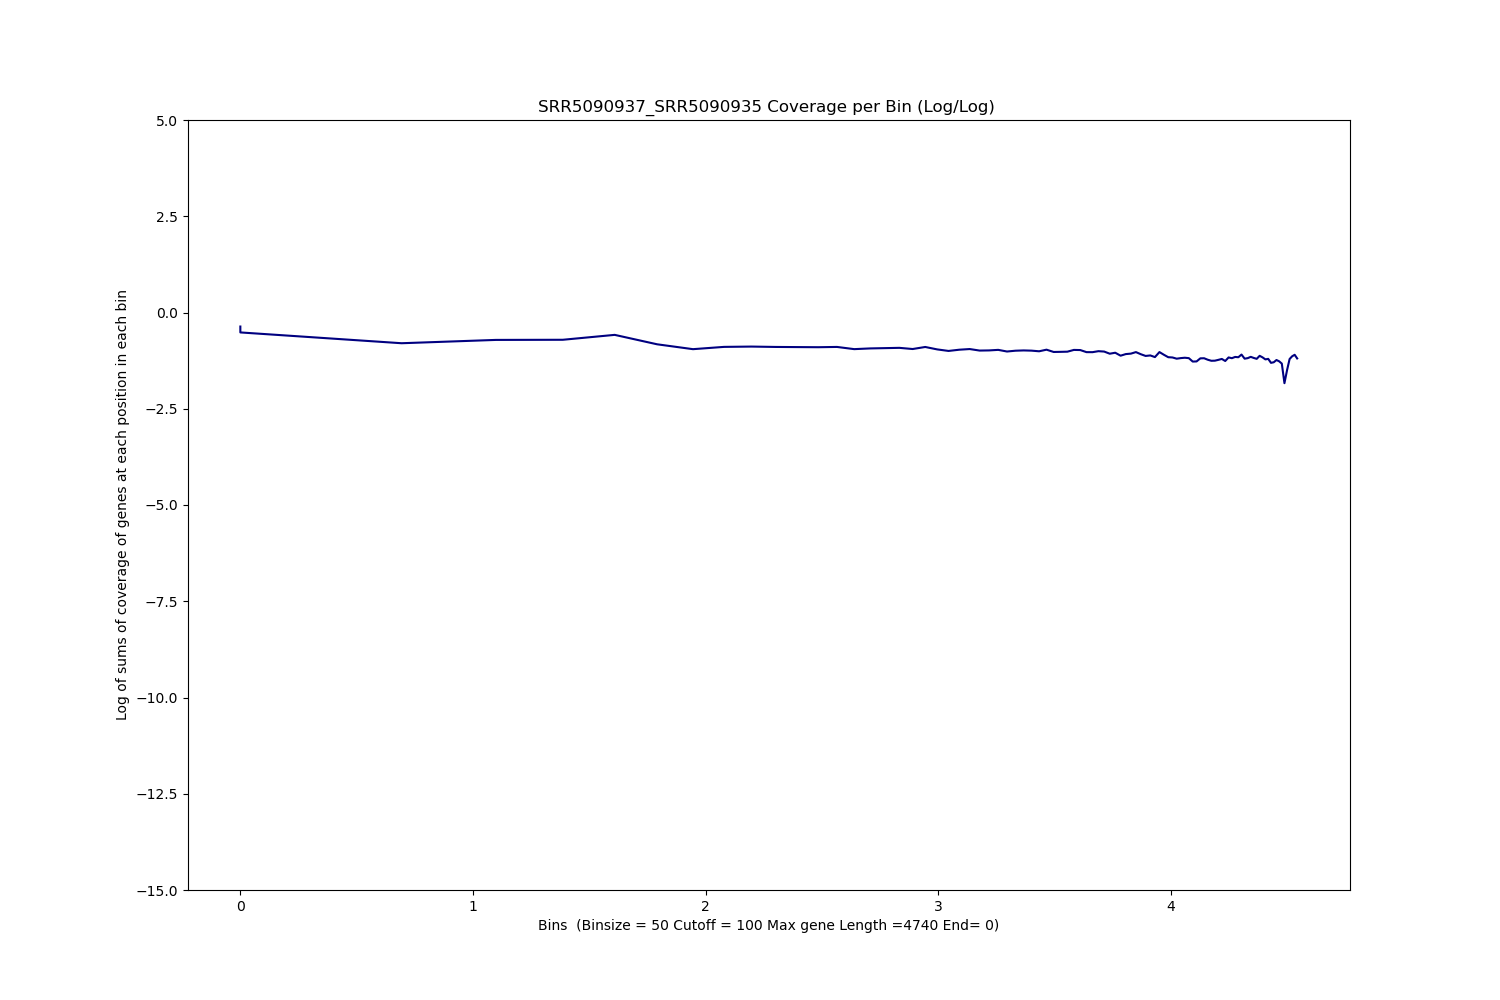 SRR5090937_SRR5090935 Coverage per Bin (Log/Log)
5.0
2.5
0.0
−2.5
−5.0
−7.5
−10.0
−12.5
−15.0
Log of sums of coverage of genes at each position in each bin
0 1 2 3 4
Bins  (Binsize = 50 Cutoff = 100 Max gene Length =4740 End= 0)